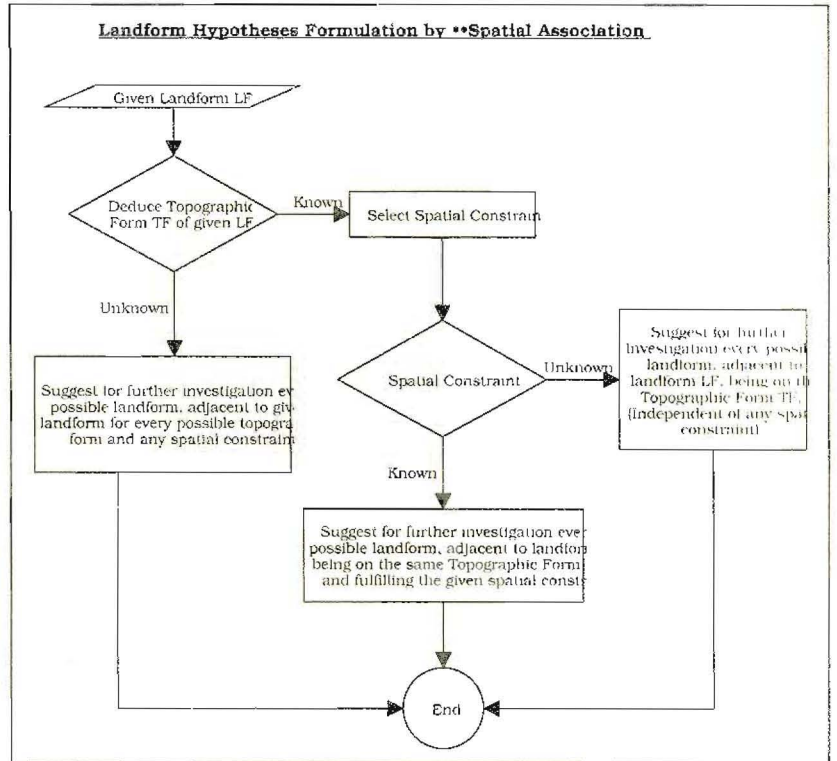 Landform Hypotheses Formulation by **Spatial Association
Given Landform LF
Deduce Topographic
Form TF of given LF
Known
Select Spatial Constrain
Unknown
Suggest for further investigation ev
possible landform, adjacent to giv
landform for every possible topogra
form and any spatial constrain
Spatial Constraint
Unknown
Suggest for further
investigation every possil
landform, adjacent to
landform LF, being on th
Topographic Form TF,
(Independent of any spat
constraint)
Known
Suggest for further investigation ever
possible landform, adjacent to landfor
being on the same Topographic Form
and fulfilling the given spatial constr
End